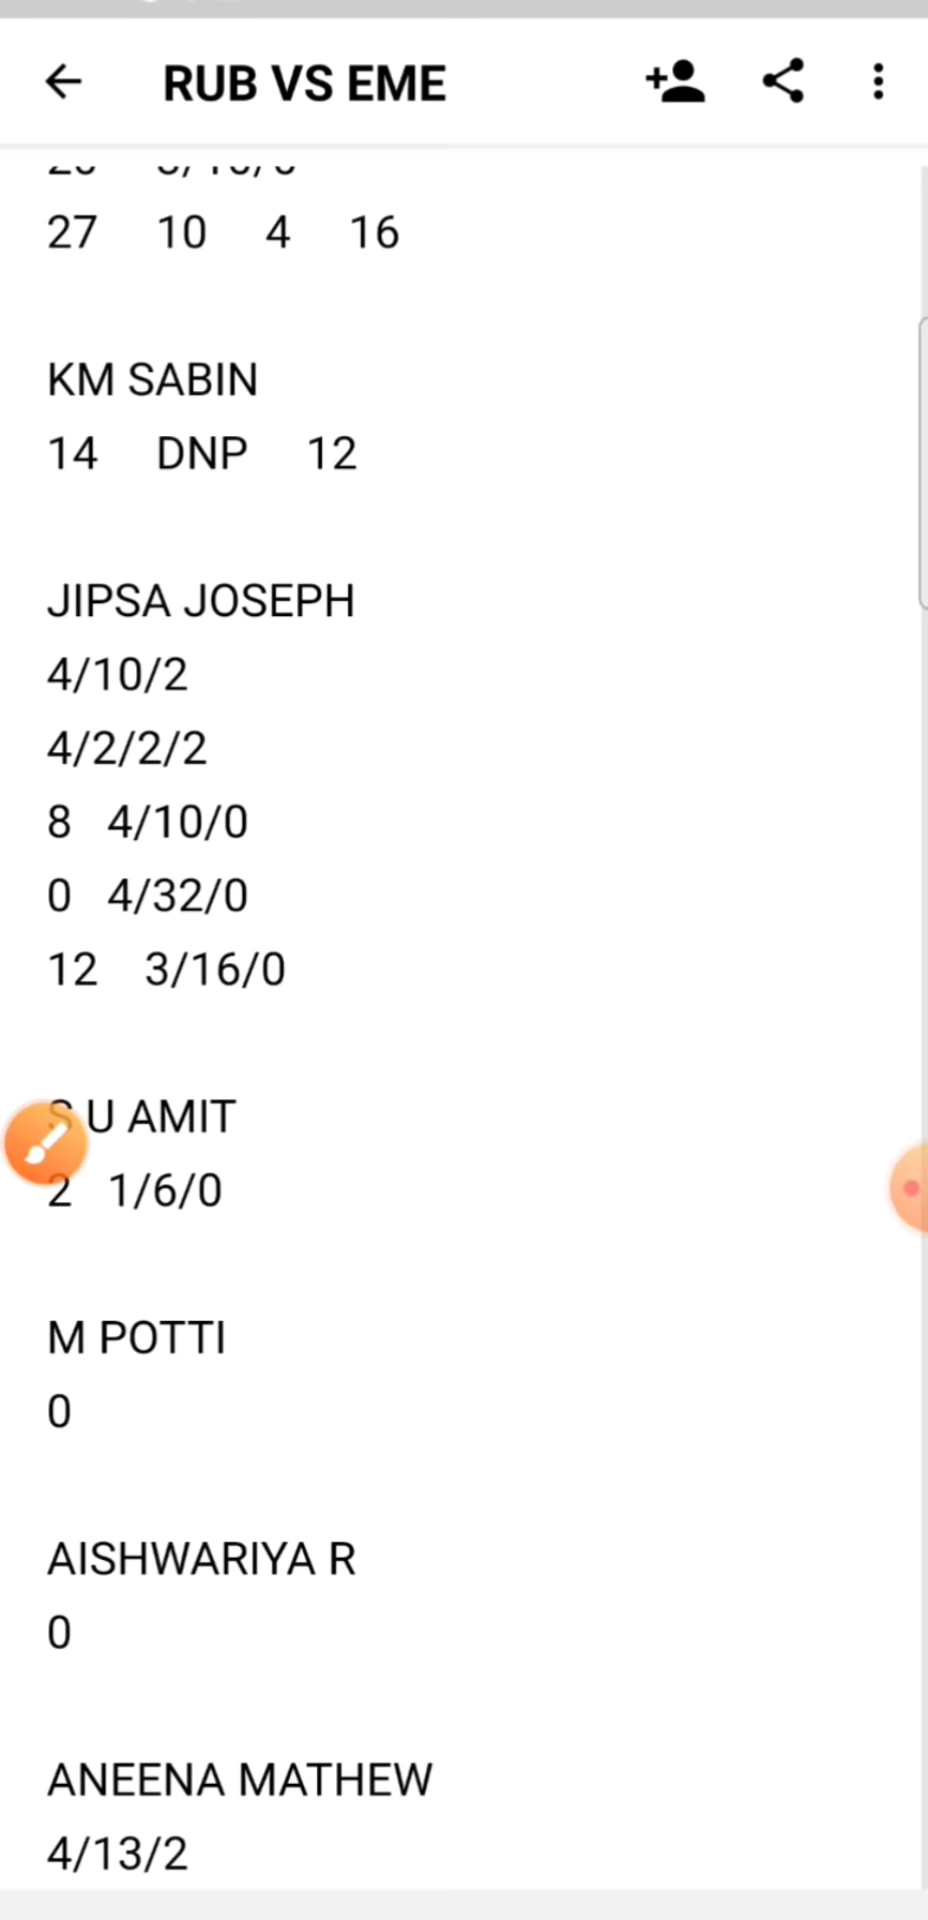 RUB VS EME
27 10 4 16
KM SABIN
14 DNP 12
JIPSA JOSEPH
4/10/2
4/2/2/2
8 4/10/0
0 4/32/0
12 3/16/0
S U AMIT
2 1/6/0
M POTTI
0
AISHWARIYA R
0
ANEENA MATHEW
4/13/2